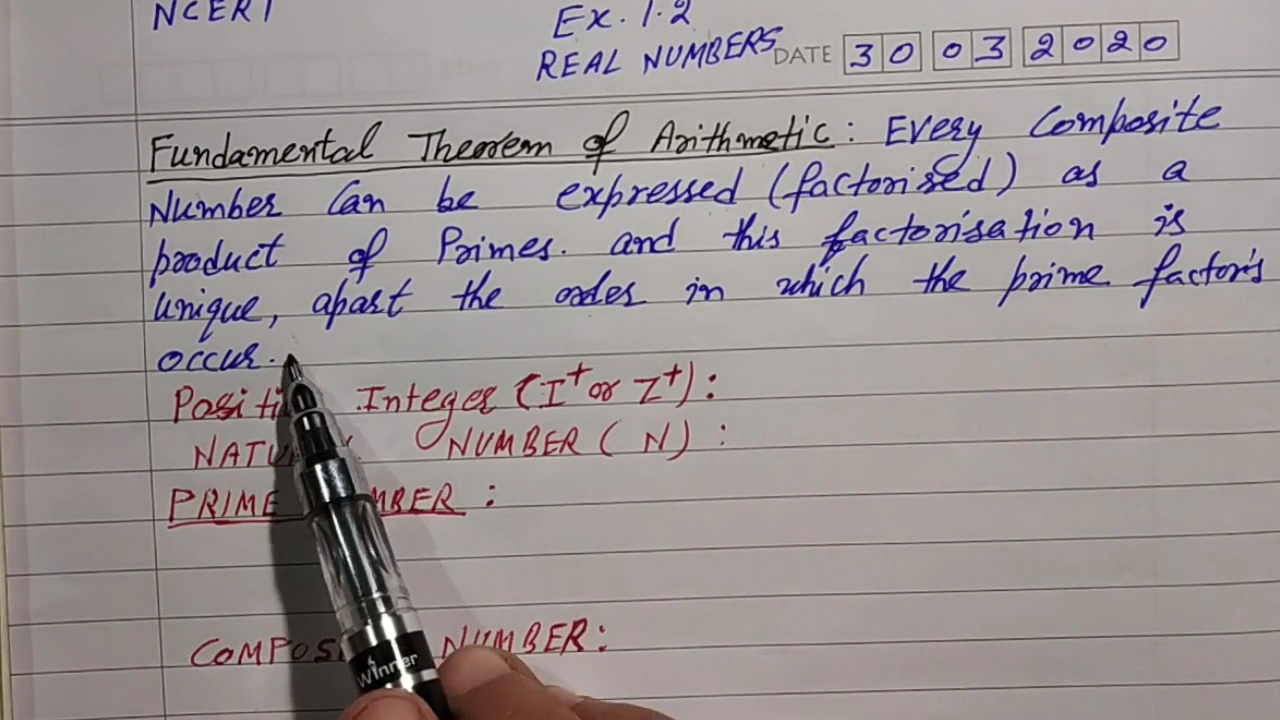 NCERT
Ex. 1.2
REAL NUMBERS DATE 30 03 2020
Fundamental Theorem of Arithmetic: Every Composite
Number Can be expressed (factorised) as a
product of Primes. and this factorisation is
unique, apart the order in which the prime factor's
occur.
Integer (I⁺ or Z⁺):
NUMBER (N) :
PRIME :
NUMBER:
Winner